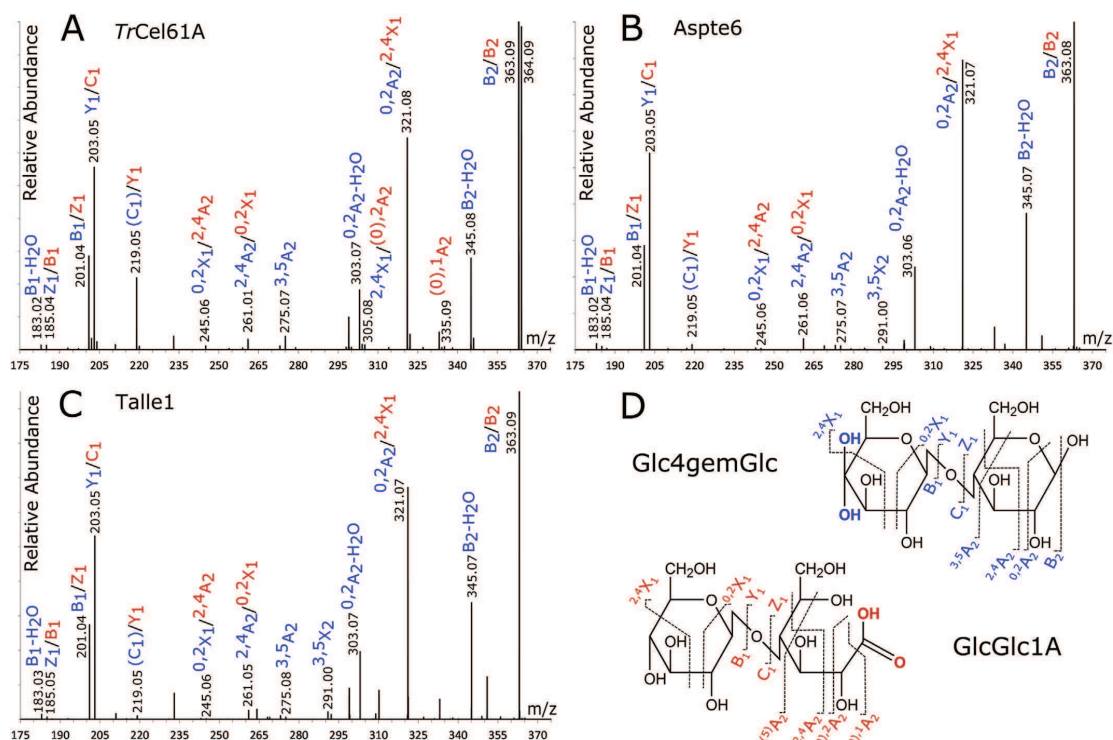 A
TrCel61A
Relative Abundance
B1-H2O
183.02
Z1/B1
185.04
B1/Z1
201.04
Y1/C1
203.05
(C1)/Y1
219.05
0,2X1/2,4A2
245.06
2,4A2/0,2X1
261.01
3,5A2
275.07
0,2A2-H2O
303.07
2,4X1/(0),2A2
305.08
0,2A2/2,4X1
321.08
(0),1A2
335.09
B2-H2O
345.08
B2/B2
363.09
364.09
m/z
175 190 205 220 235 250 265 280 295 310 325 340 355
B
Aspte6
Relative Abundance
B1-H2O
183.02
Z1/B1
185.04
B1/Z1
201.04
Y1/C1
203.05
(C1)/Y1
219.05
0,2X1/2,4A2
245.06
2,4A2/0,2X1
261.06
3,5A2
275.07
3,5X2
291.00
0,2A2-H2O
303.06
0,2A2/2,4X1
321.07
B2-H2O
345.07
B2/B2
363.08
m/z
175 190 205 220 235 250 265 280 295 310 325 340 355
C
Talle1
Relative Abundance
B1-H2O
183.03
Z1/B1
185.05
B1/Z1
201.04
Y1/C1
203.05
(C1)/Y1
219.05
0,2X1/2,4A2
245.06
2,4A2/0,2X1
261.05
3,5A2
275.08
3,5X2
291.00
0,2A2-H2O
303.07
0,2A2/2,4X1
321.07
B2-H2O
345.07
B2/B2
363.09
m/z
175 190 205 220 235 250 265 280 295 310 325 340 355
D
Glc4gemGlc
2,4X1
CH2OH
0,2X1
Y1
Z1
CH2OH
OH
O
O
OH
OH
OH
B1
O
OH
OH
OH
C1
OH
3,5A2
2,4A2
0,2A2
B2
GlcGlc1A
2,4X1
CH2OH
0,2X1
Y1
Z1
CH2OH
O
OH
OH
OH
OH
B1
O
OH
O
OH
C1
OH
(5)A2
2,4A2
),2A2
),1A2